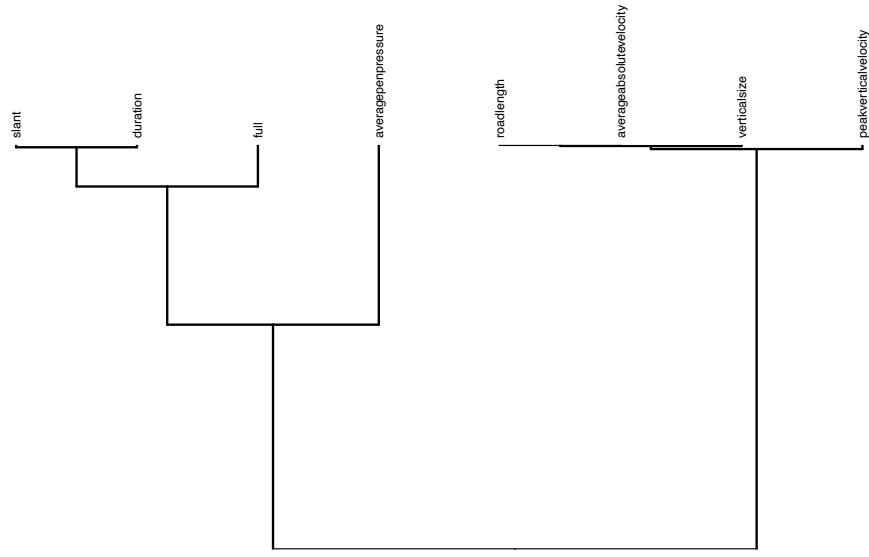 slant
duration
full
averagepenpressure
roadlength
averageabsolutevelocity
verticalsize
peakverticalvelocity